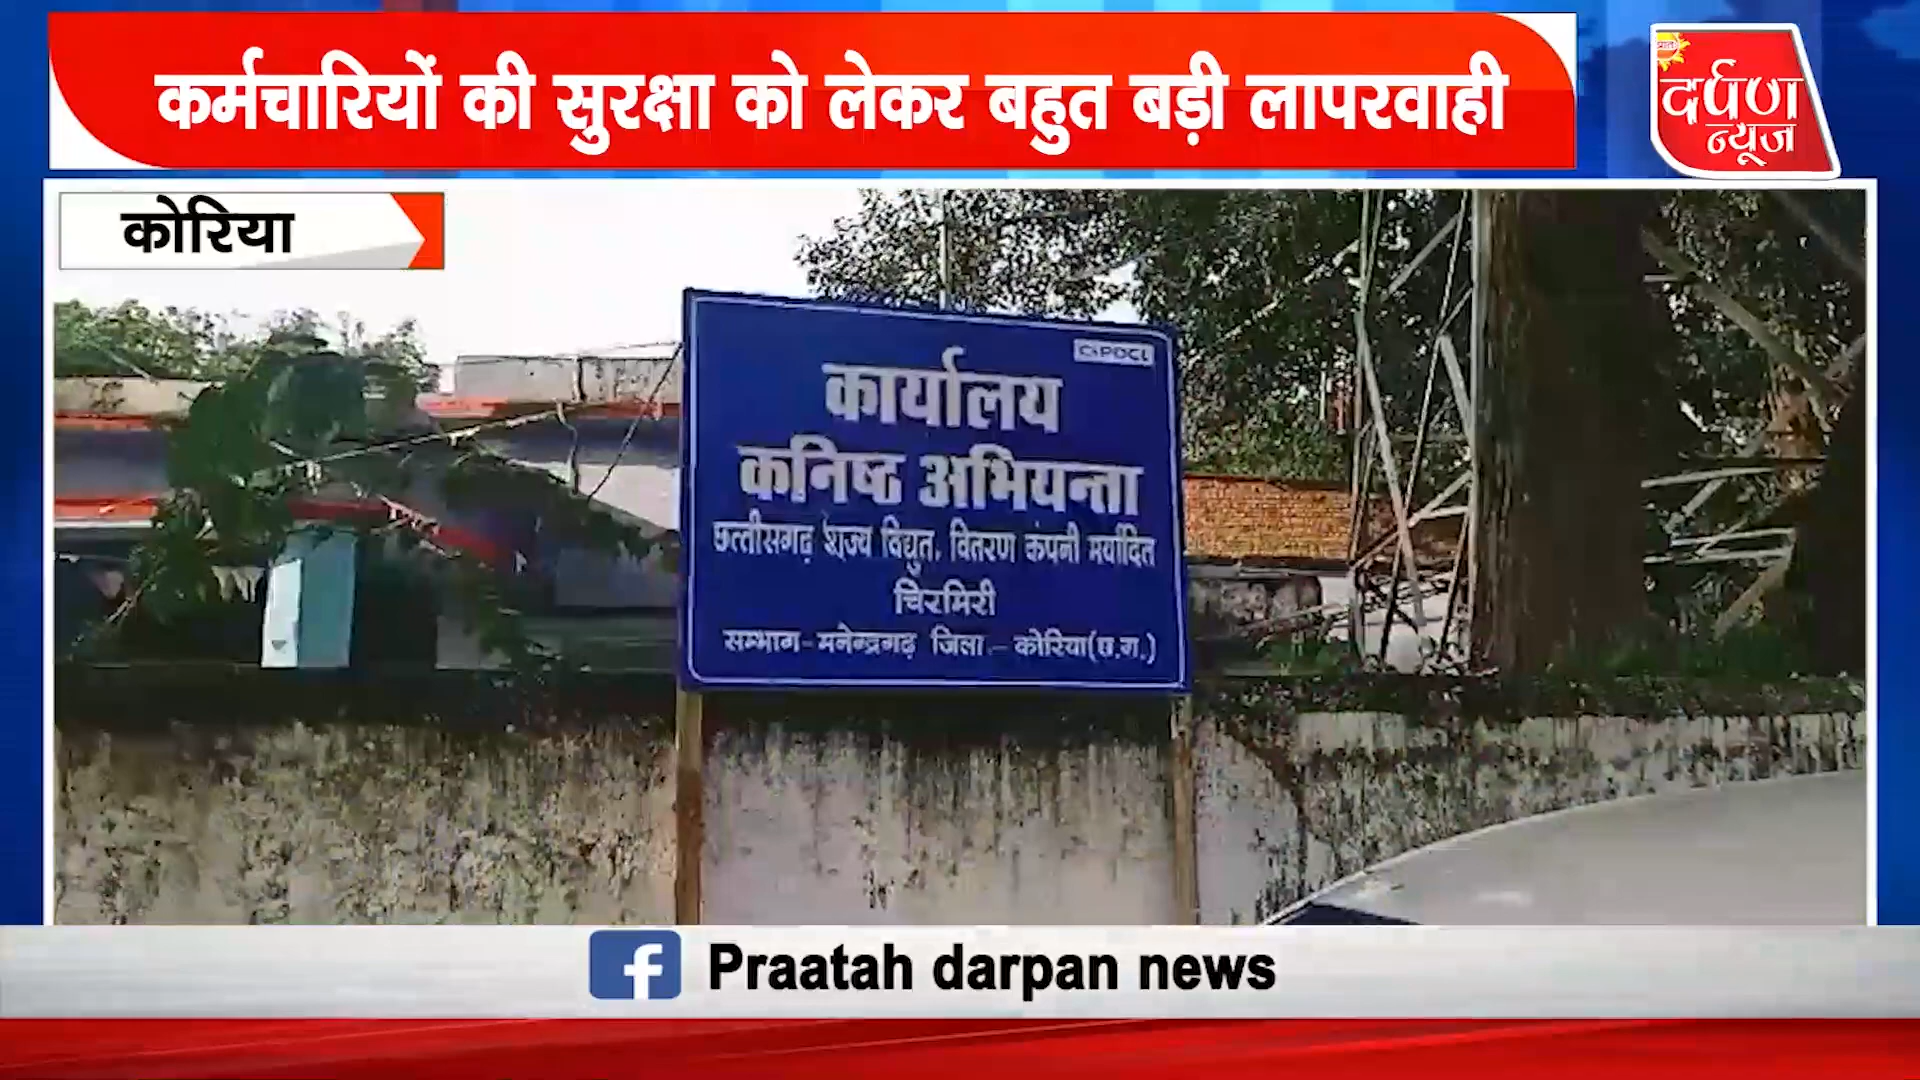 कर्मचारियों की सुरक्षा को लेकर बहुत बड़ी लापरवाही
दर्पण
न्यूज
कोरिया
CSPDCL
कार्यालय
कनिष्ठ अभियन्ता
छत्तीसगढ़ राज्य विद्युत, वितरण कंपनी मर्यादित
चिरमिरी
सम्भाग-मनेन्द्रगढ़ जिला - कोरिया(छ.ग.)
Praatah darpan news